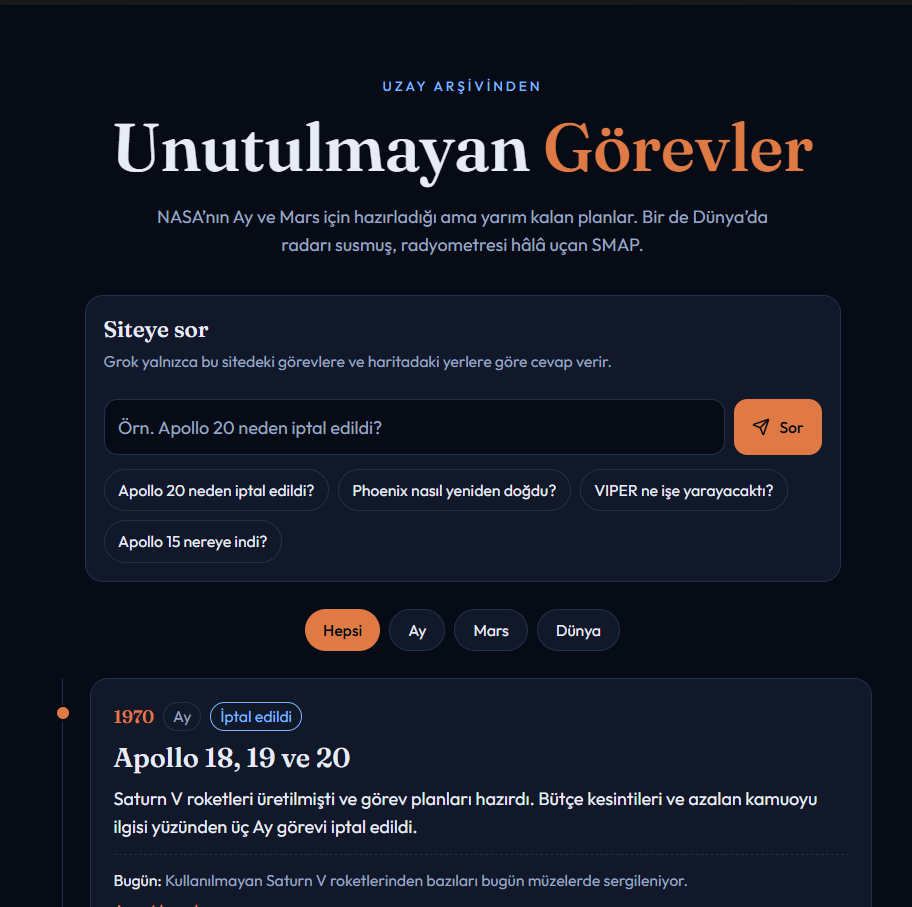 UZAY ARŞİVİNDEN
Unutulmayan Görevler
NASA’nın Ay ve Mars için hazırladığı ama yarım kalan planlar. Bir de Dünya’da
radarı susmuş, radyometresi hâlâ uçan SMAP.
Siteye sor
Grok yalnızca bu sitedeki görevlere ve haritadaki yerlere göre cevap verir.
Örn. Apollo 20 neden iptal edildi?
Sor
Apollo 20 neden iptal edildi?
Phoenix nasıl yeniden doğdu?
VIPER ne işe yarayacaktı?
Apollo 15 nereye indi?
Hepsi
Ay
Mars
Dünya
1970
Ay
İptal edildi
Apollo 18, 19 ve 20
Saturn V roketleri üretilmişti ve görev planları hazırdı. Bütçe kesintileri ve azalan kamuoyu
ilgisi yüzünden üç Ay görevi iptal edildi.
Bugün: Kullanılmayan Saturn V roketlerinden bazıları bugün müzelerde sergileniyor.